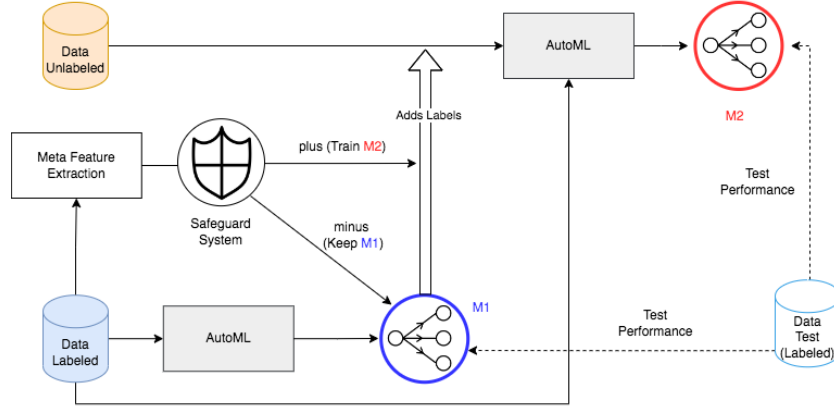 Data
Unlabeled
AutoML
M2
Adds Labels
Meta Feature
Extraction
plus (Train M2)
Safeguard
System
minus
(Keep M1)
Test
Performance
Data
Labeled
AutoML
M1
Test
Performance
Data
Test
(Labeled)